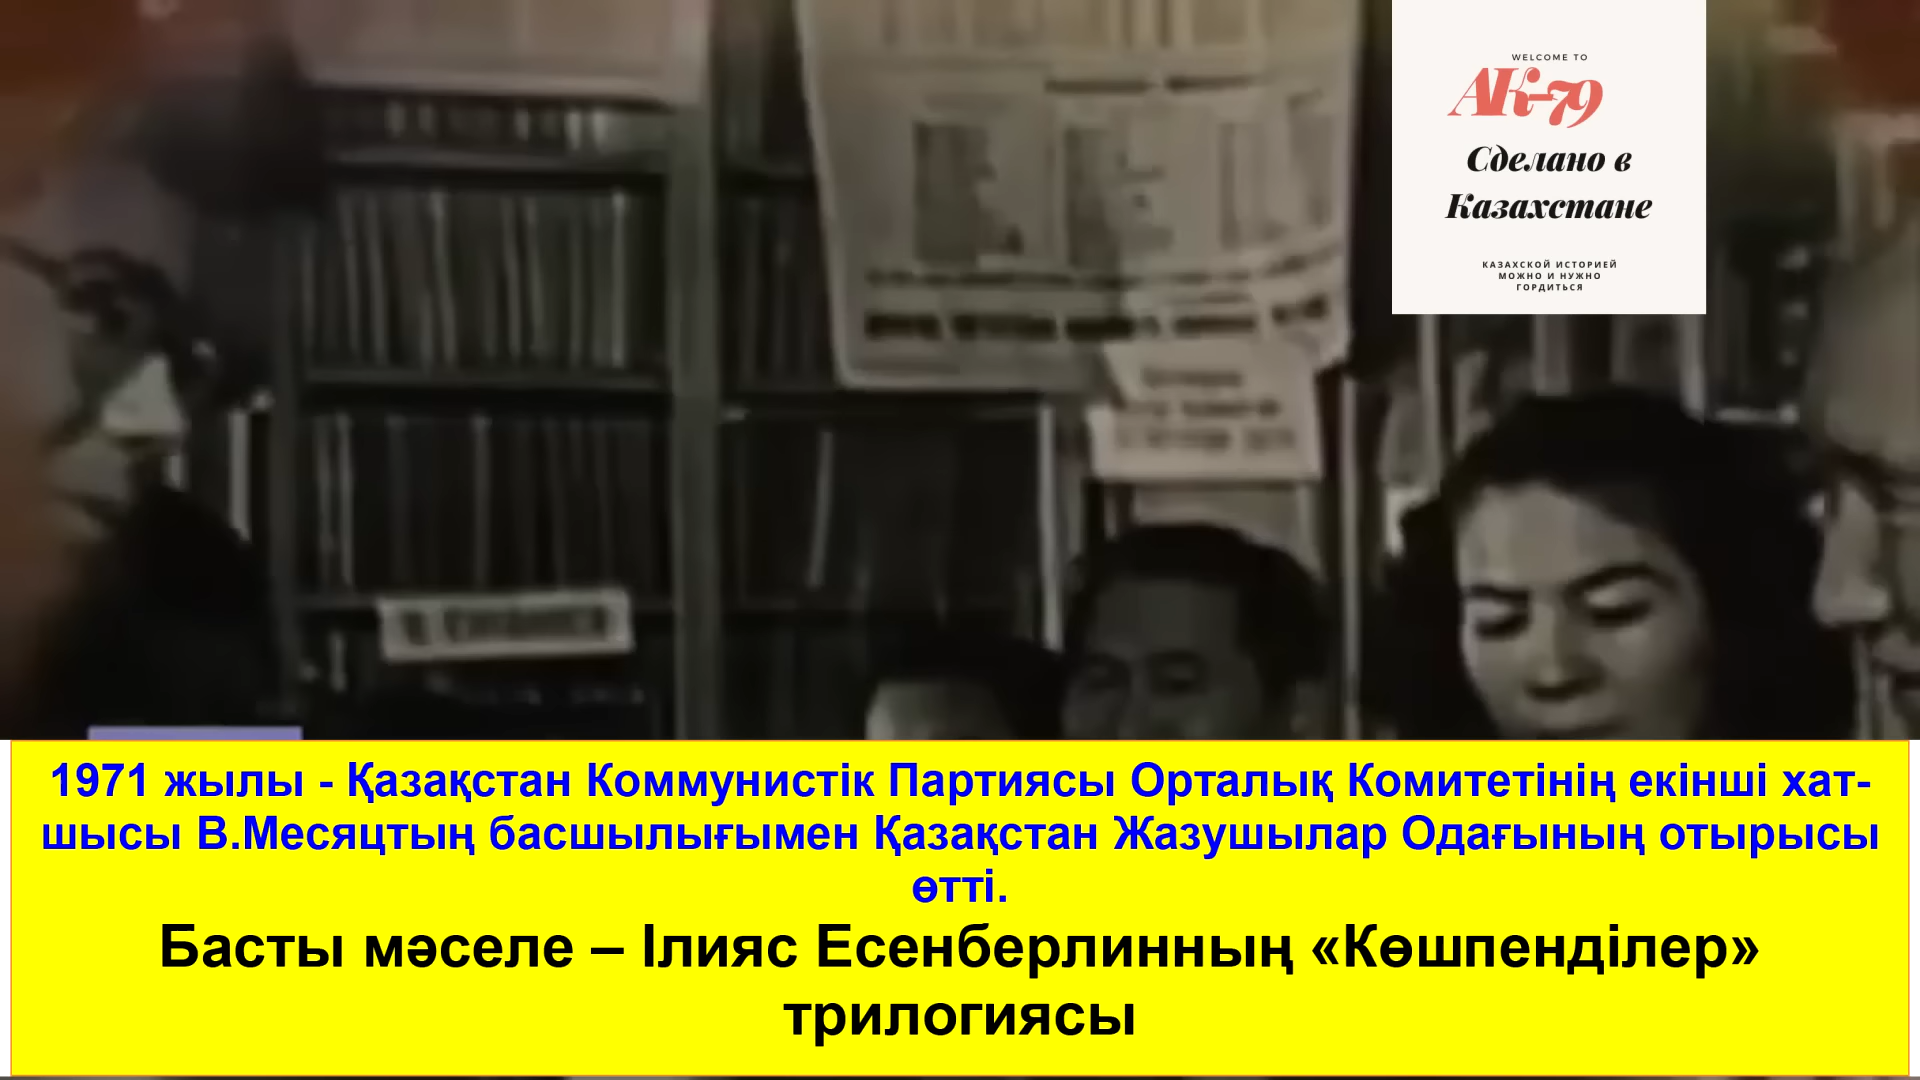 WELCOME TO
АК-79
Сделано в
Казахстане
КАЗАХСКОЙ ИСТОРИЕЙ
МОЖНО И НУЖНО
ГОРДИТЬСЯ
1971 жылы - Қазақстан Коммунистік Партиясы Орталық Комитетінің екінші хат-
шысы В.Месяцтың басшылығымен Қазақстан Жазушылар Одағының отырысы
өтті.
Басты мәселе – Ілияс Есенберлинның «Көшпенділер»
трилогиясы